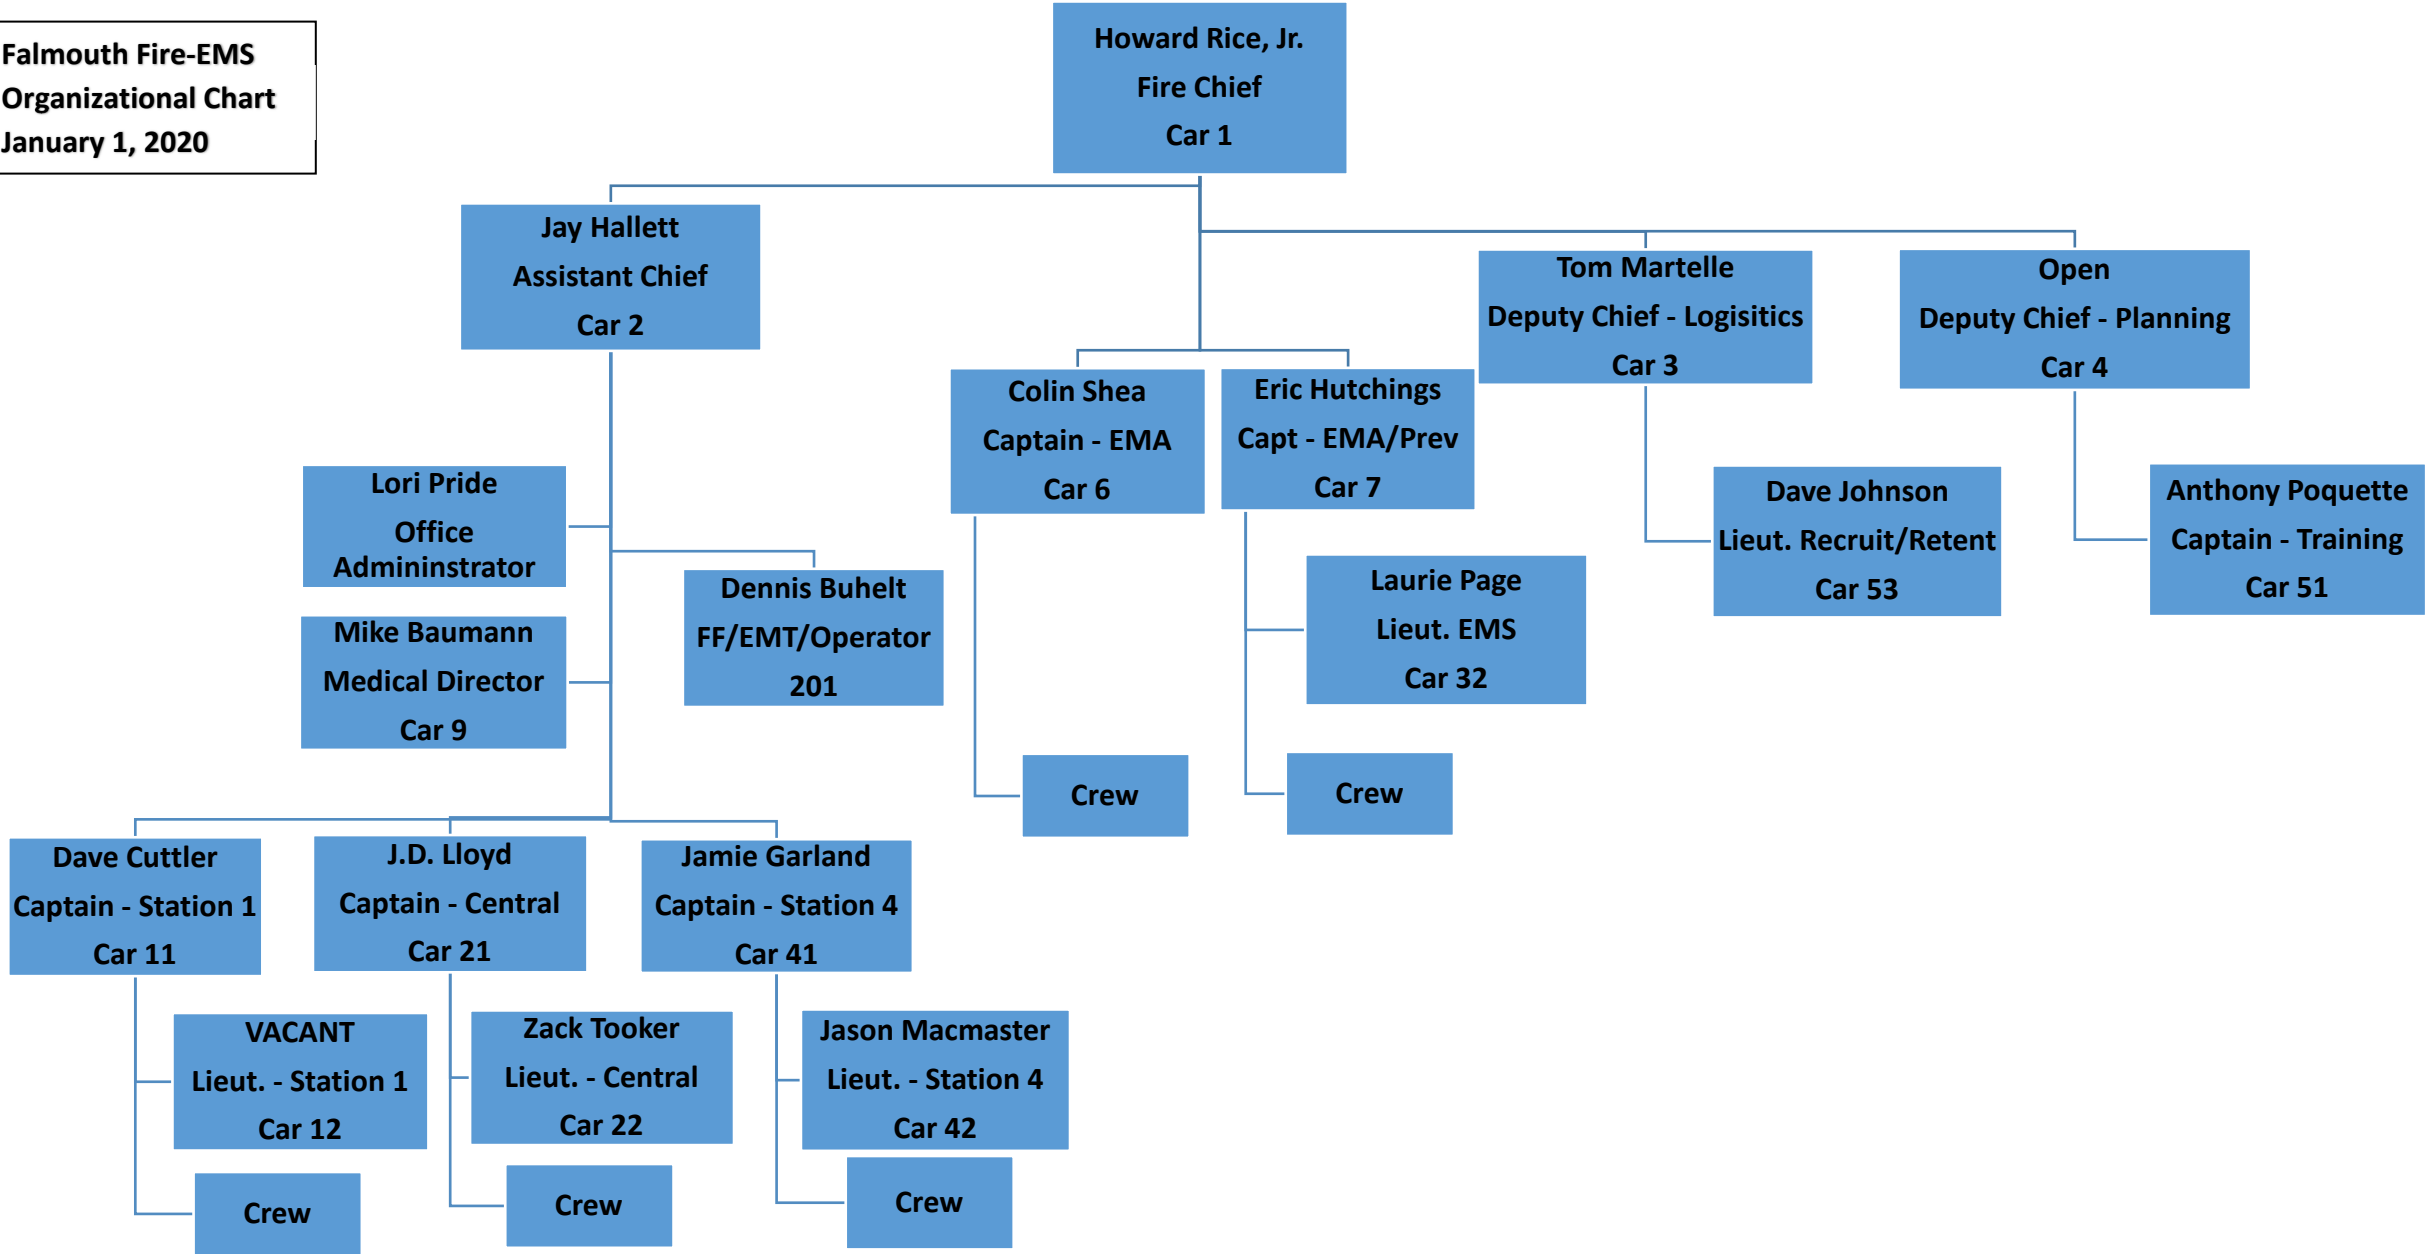 Falmouth Fire-EMS
Organizational Chart
January 1, 2020
Howard Rice, Jr.
Fire Chief
Car 1
Jay Hallett
Assistant Chief
Car 2
Tom Martelle
Deputy Chief - Logisitics
Car 3
Open
Deputy Chief - Planning
Car 4
Colin Shea
Captain - EMA
Car 6
Eric Hutchings
Capt - EMA/Prev
Car 7
Lori Pride
Office
Admininstrator
Dave Johnson
Lieut. Recruit/Retent
Car 53
Anthony Poquette
Captain - Training
Car 51
Dennis Buhelt
FF/EMT/Operator
201
Laurie Page
Lieut. EMS
Car 32
Mike Baumann
Medical Director
Car 9
Crew
Crew
Dave Cuttler
Captain - Station 1
Car 11
J.D. Lloyd
Captain - Central
Car 21
Jamie Garland
Captain - Station 4
Car 41
VACANT
Lieut. - Station 1
Car 12
Zack Tooker
Lieut. - Central
Car 22
Jason Macmaster
Lieut. - Station 4
Car 42
Crew
Crew
Crew